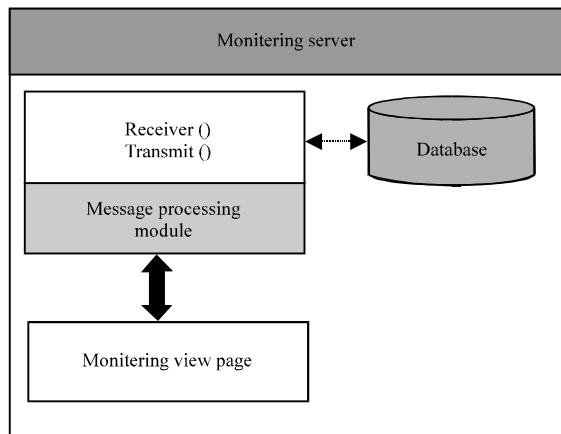 Monitering server
Receiver ()
Transmit ()
Database
Message processing
module
Monitering view page